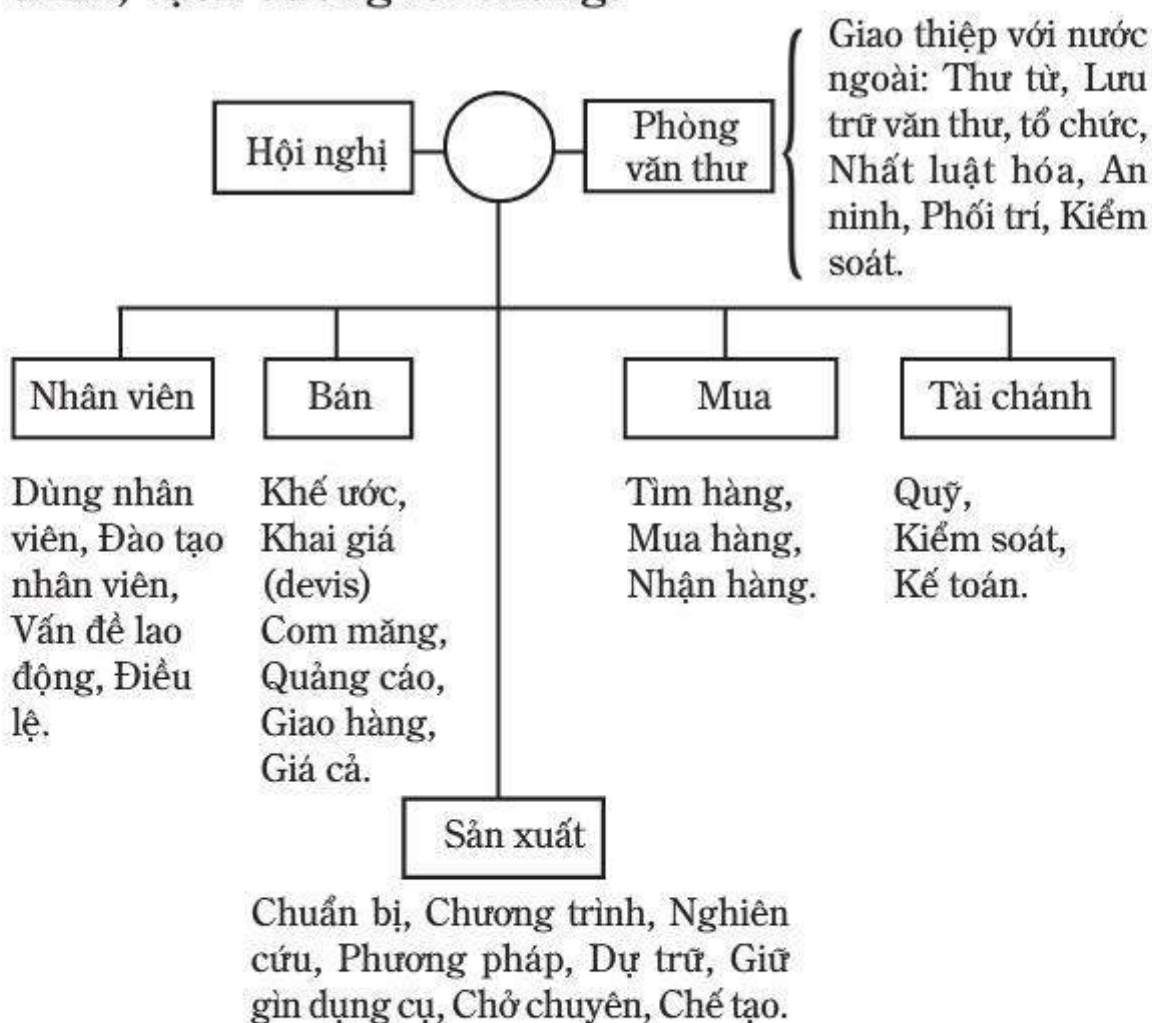 Hội nghị
Phòng
văn thư
Giao thiệp với nước
ngoài: Thư từ, Lưu
trữ văn thư, tổ chức,
Nhất luật hóa, An
ninh, Phối trí, Kiểm
soát.
Nhân viên
Bán
Mua
Tài chánh
Dùng nhân
viên, Đào tạo
nhân viên,
Vấn đề lao
động, Điều
lệ.
Khế ước,
Khai giá
(devis)
Com măng,
Quảng cáo,
Giao hàng,
Giá cả.
Tìm hàng,
Mua hàng,
Nhận hàng.
Quỹ,
Kiểm soát,
Kế toán.
Sản xuất
Chuẩn bị, Chương trình, Nghiên
cứu, Phương pháp, Dự trữ, Giữ
gìn dụng cụ, Chở chuyên, Chế tạo.